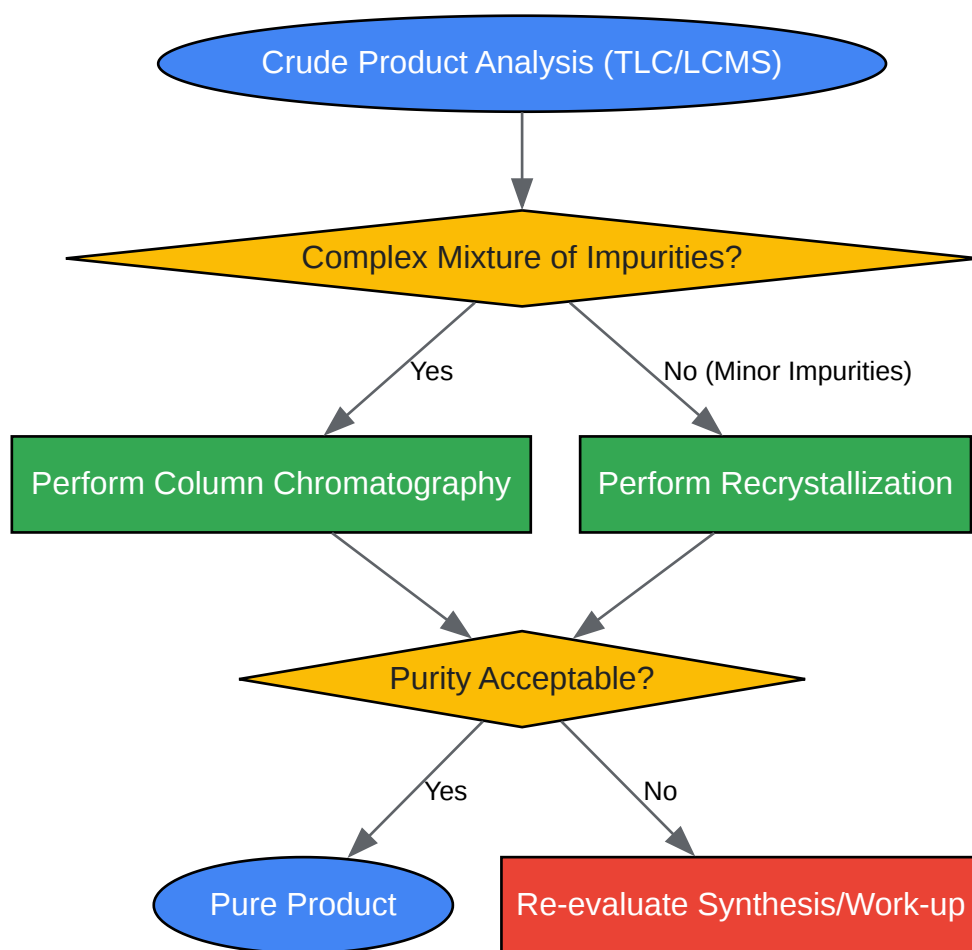 Crude Product Analysis (TLC/LCMS)
Complex Mixture of Impurities?
Yes
No (Minor Impurities)
Perform Column Chromatography
Perform Recrystallization
Purity Acceptable?
Yes
No
Pure Product
Re-evaluate Synthesis/Work-up